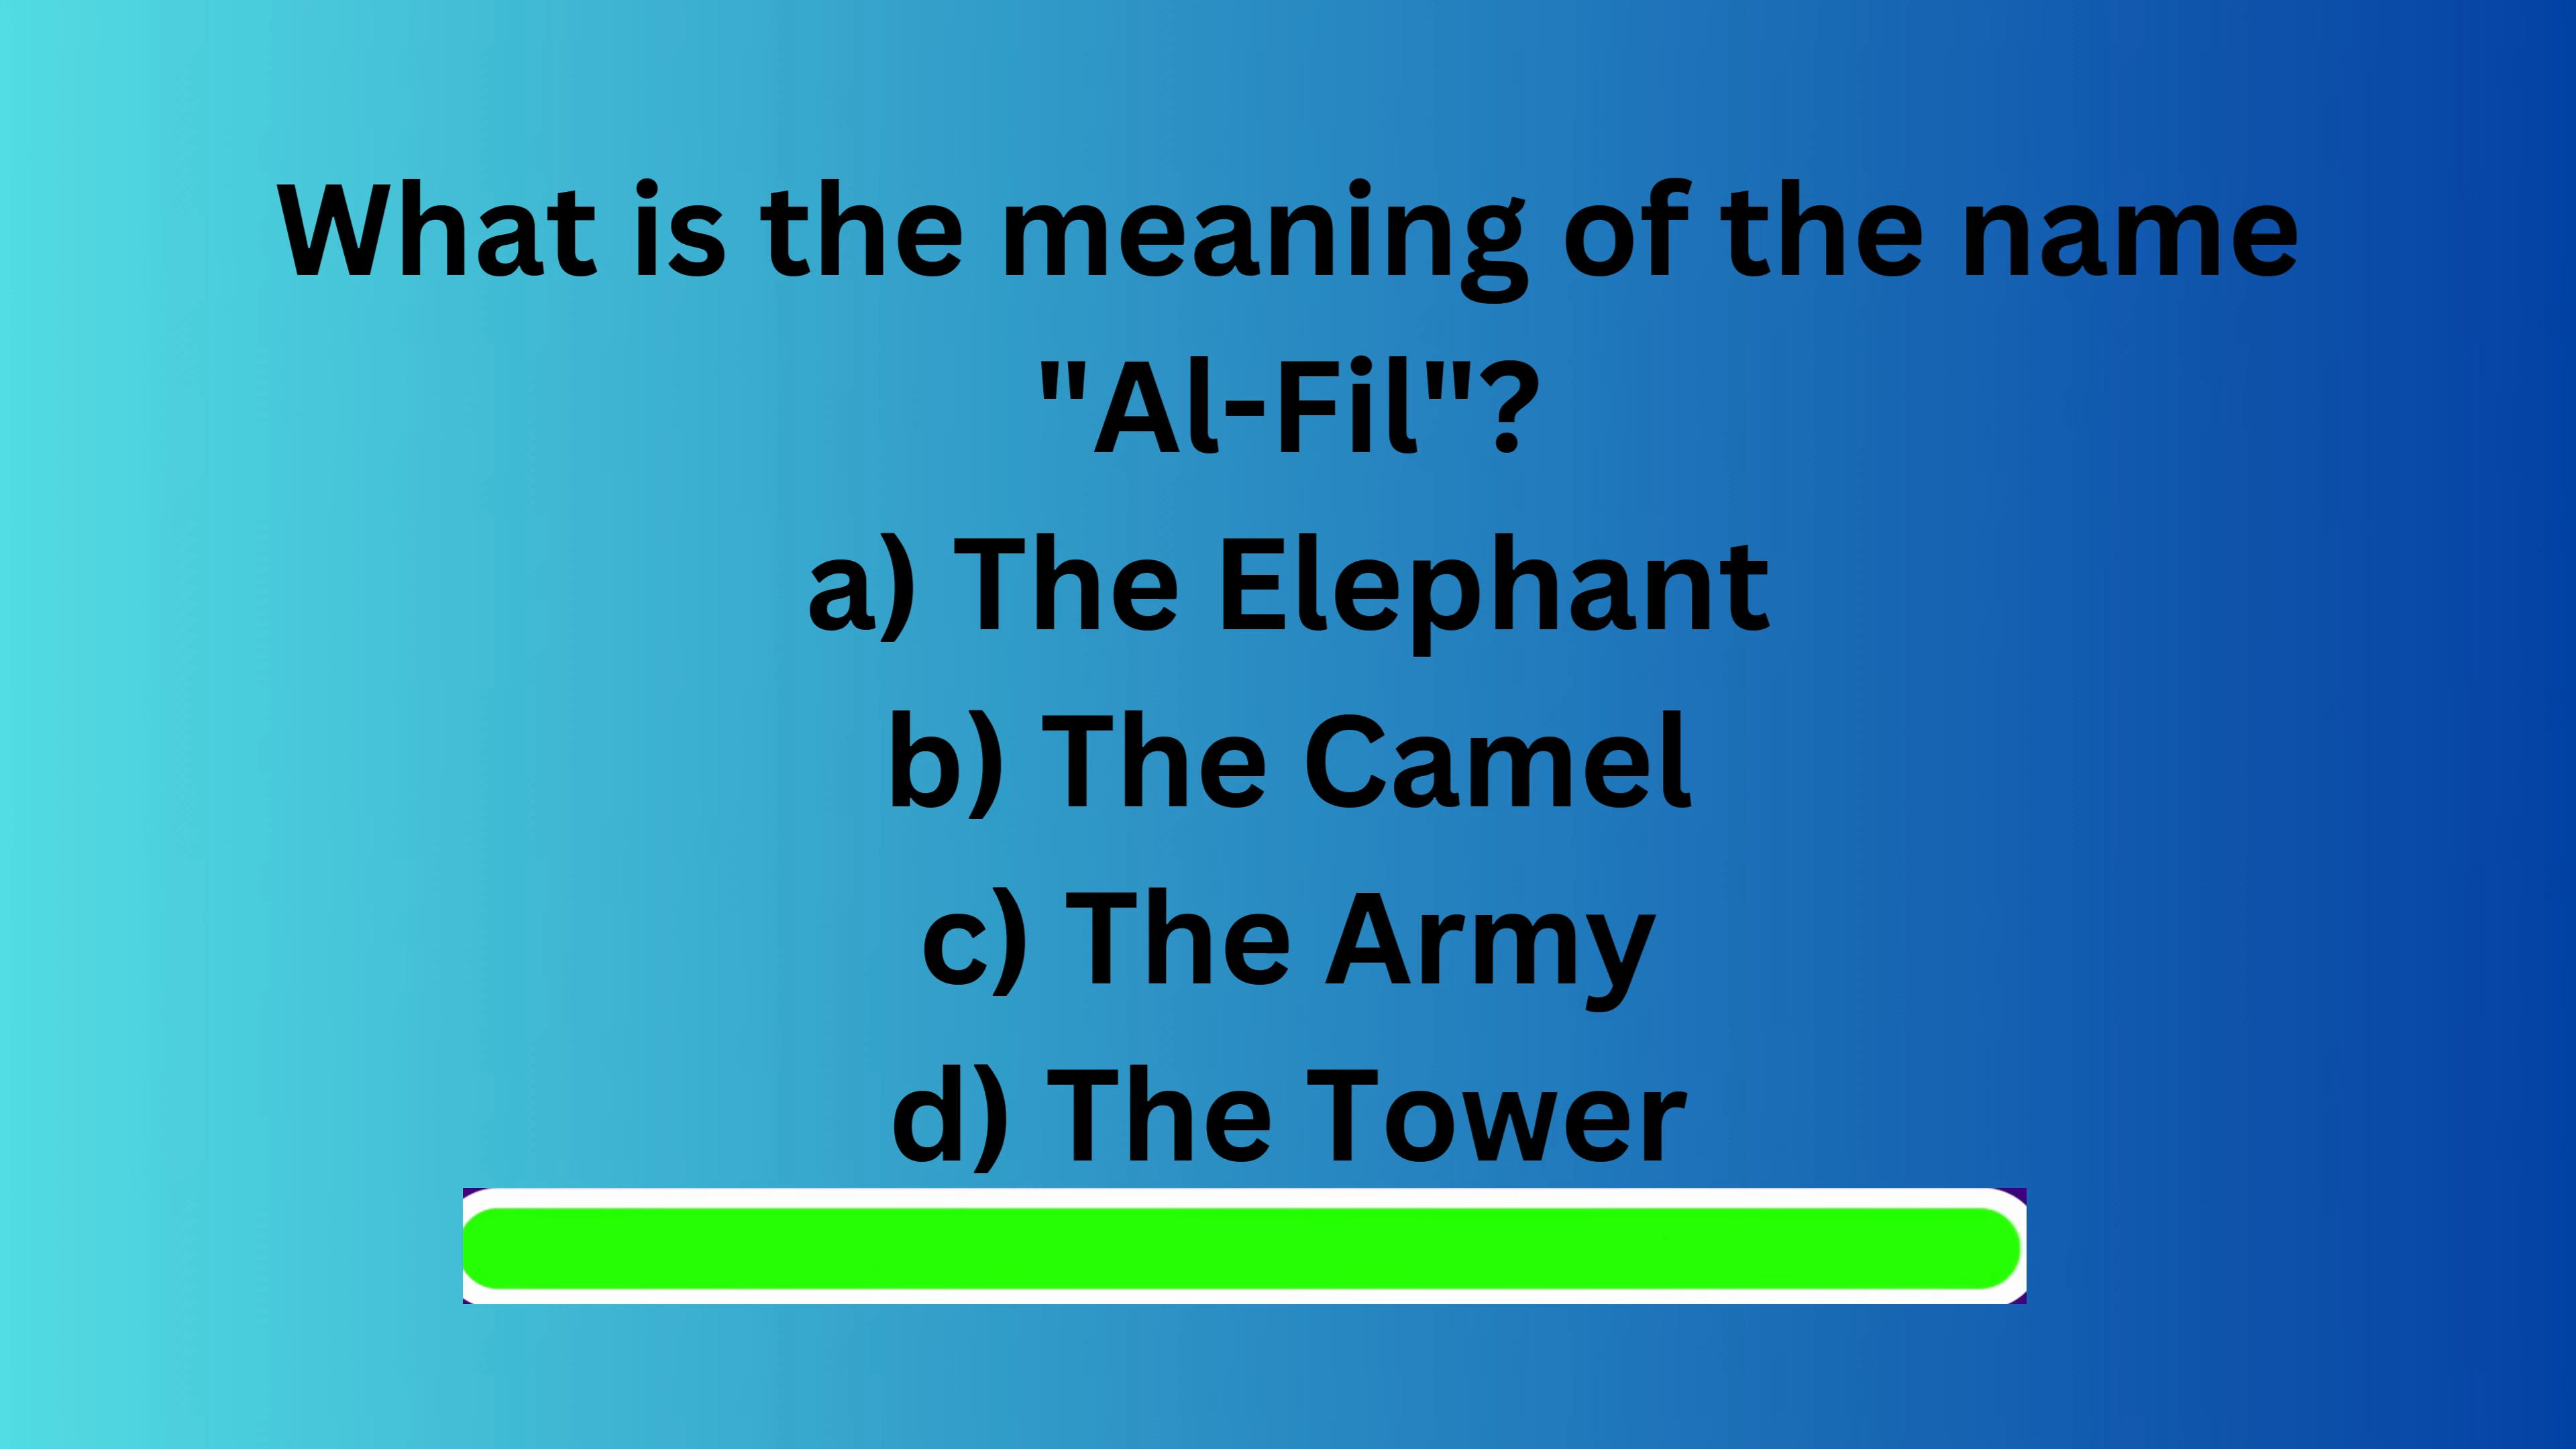 What is the meaning of the name
"Al-Fil"?
a) The Elephant
b) The Camel
c) The Army
d) The Tower